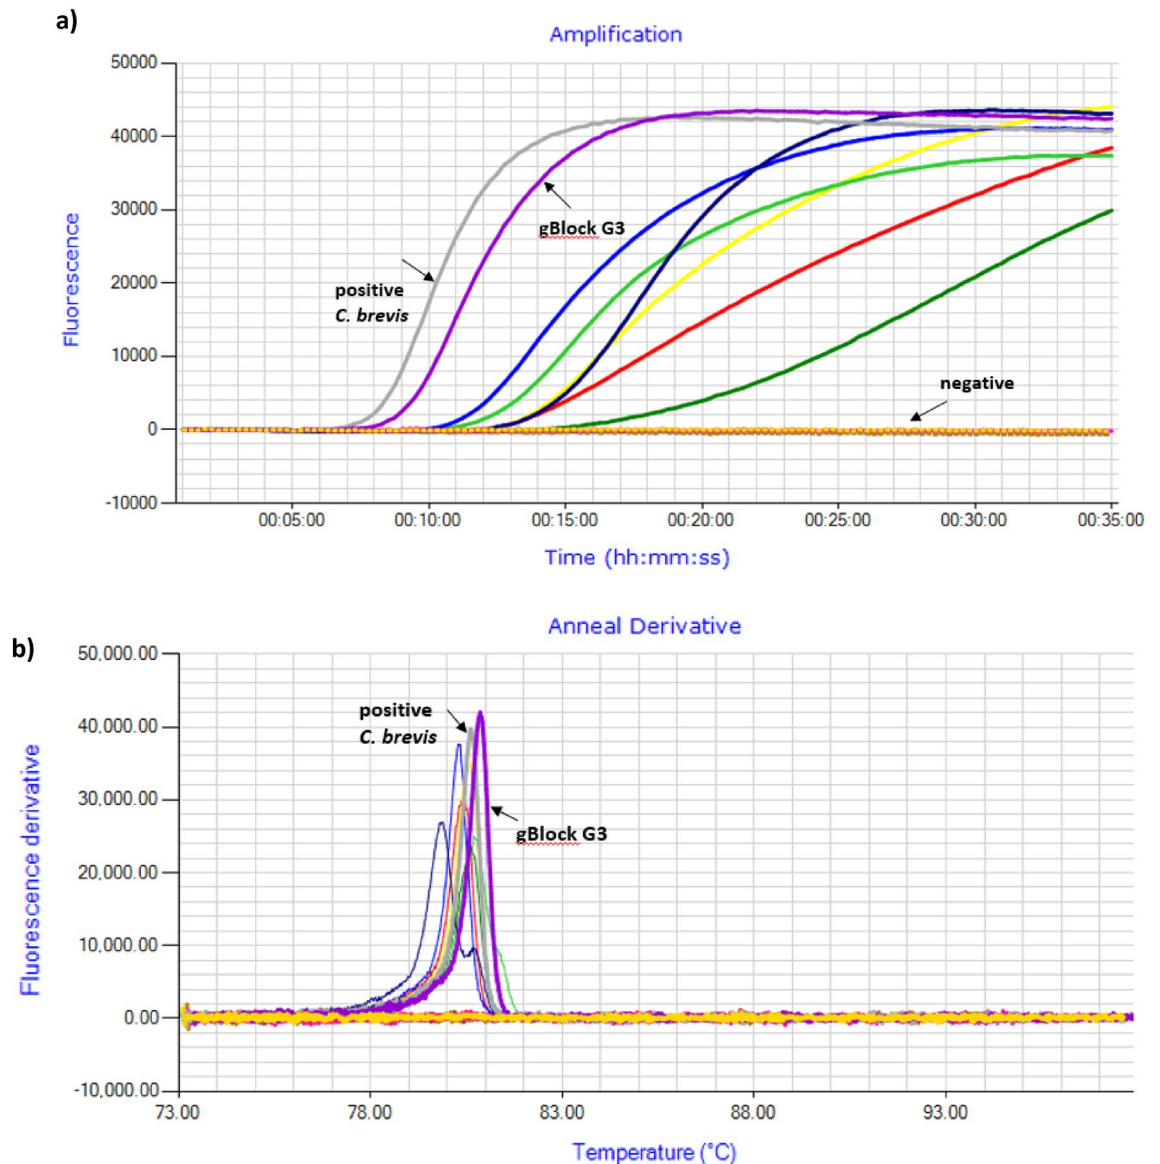 a)
Amplification
50000
40000
30000
20000
10000
0
-10000
Fluorescence
gBlock G3
positive
C. brevis
negative
00:05:00 00:10:00 00:15:00 00:20:00 00:25:00 00:30:00 00:35:00
Time (hh:mm:ss)
b)
Anneal Derivative
50,000.00
40,000.00
30,000.00
20,000.00
10,000.00
0.00
-10,000.00
Fluorescence derivative
positive
C. brevis
gBlock G3
73.00 78.00 83.00 88.00 93.00
Temperature (°C)